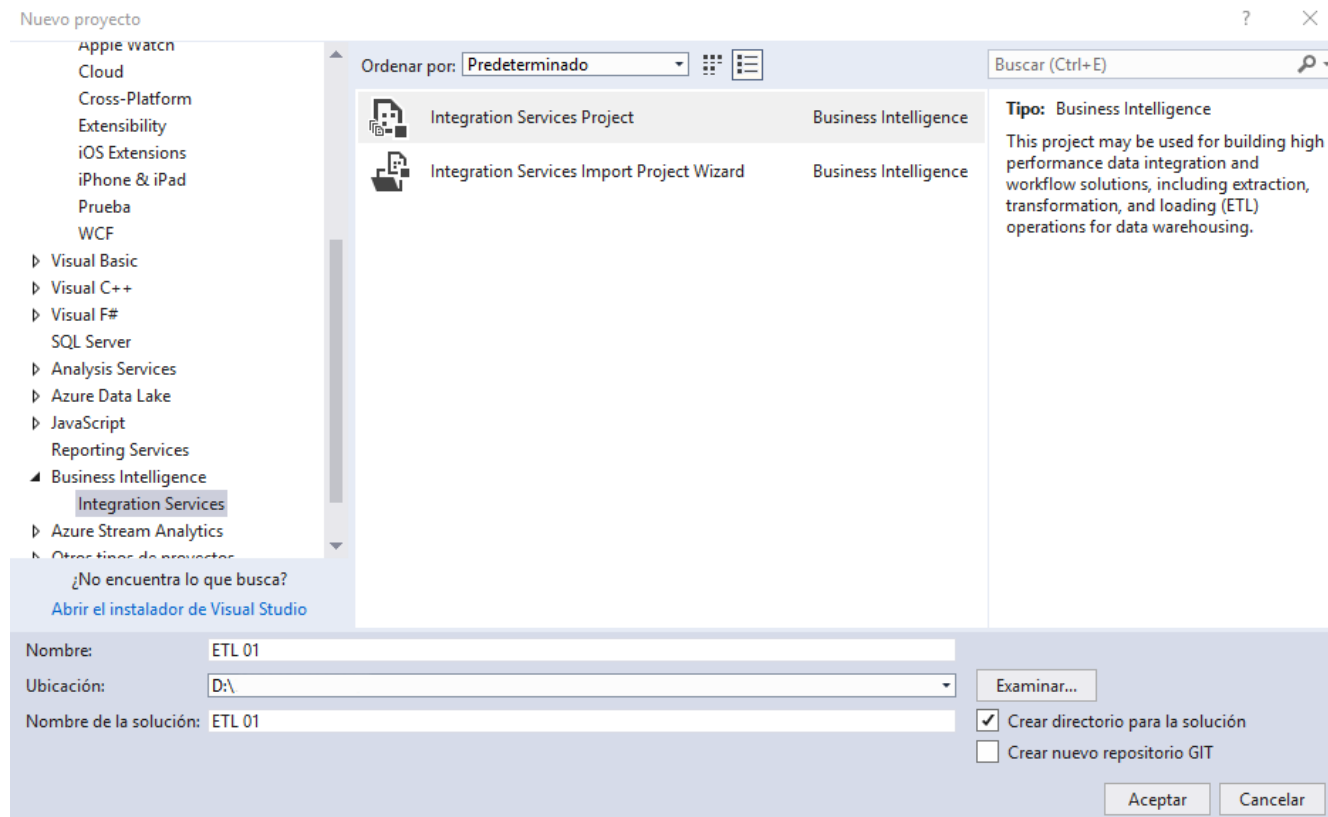 Nuevo proyecto
?
Apple Watch
Cloud
Cross-Platform
Extensibility
iOS Extensions
iPhone & iPad
Prueba
WCF
Visual Basic
Visual C++
Visual F#
SQL Server
Analysis Services
Azure Data Lake
JavaScript
Reporting Services
Business Intelligence
Integration Services
Azure Stream Analytics
Otros tipos de proyectos
¿No encuentra lo que busca?
Abrir el instalador de Visual Studio
Ordenar por: Predeterminado
Integration Services Project Business Intelligence
Integration Services Import Project Wizard Business Intelligence
Buscar (Ctrl+E)
Tipo: Business Intelligence
This project may be used for building high
performance data integration and
workflow solutions, including extraction,
transformation, and loading (ETL)
operations for data warehousing.
Nombre: ETL 01
Ubicación: D:\
Examinar...
Nombre de la solución: ETL 01
Crear directorio para la solución
Crear nuevo repositorio GIT
Aceptar Cancelar